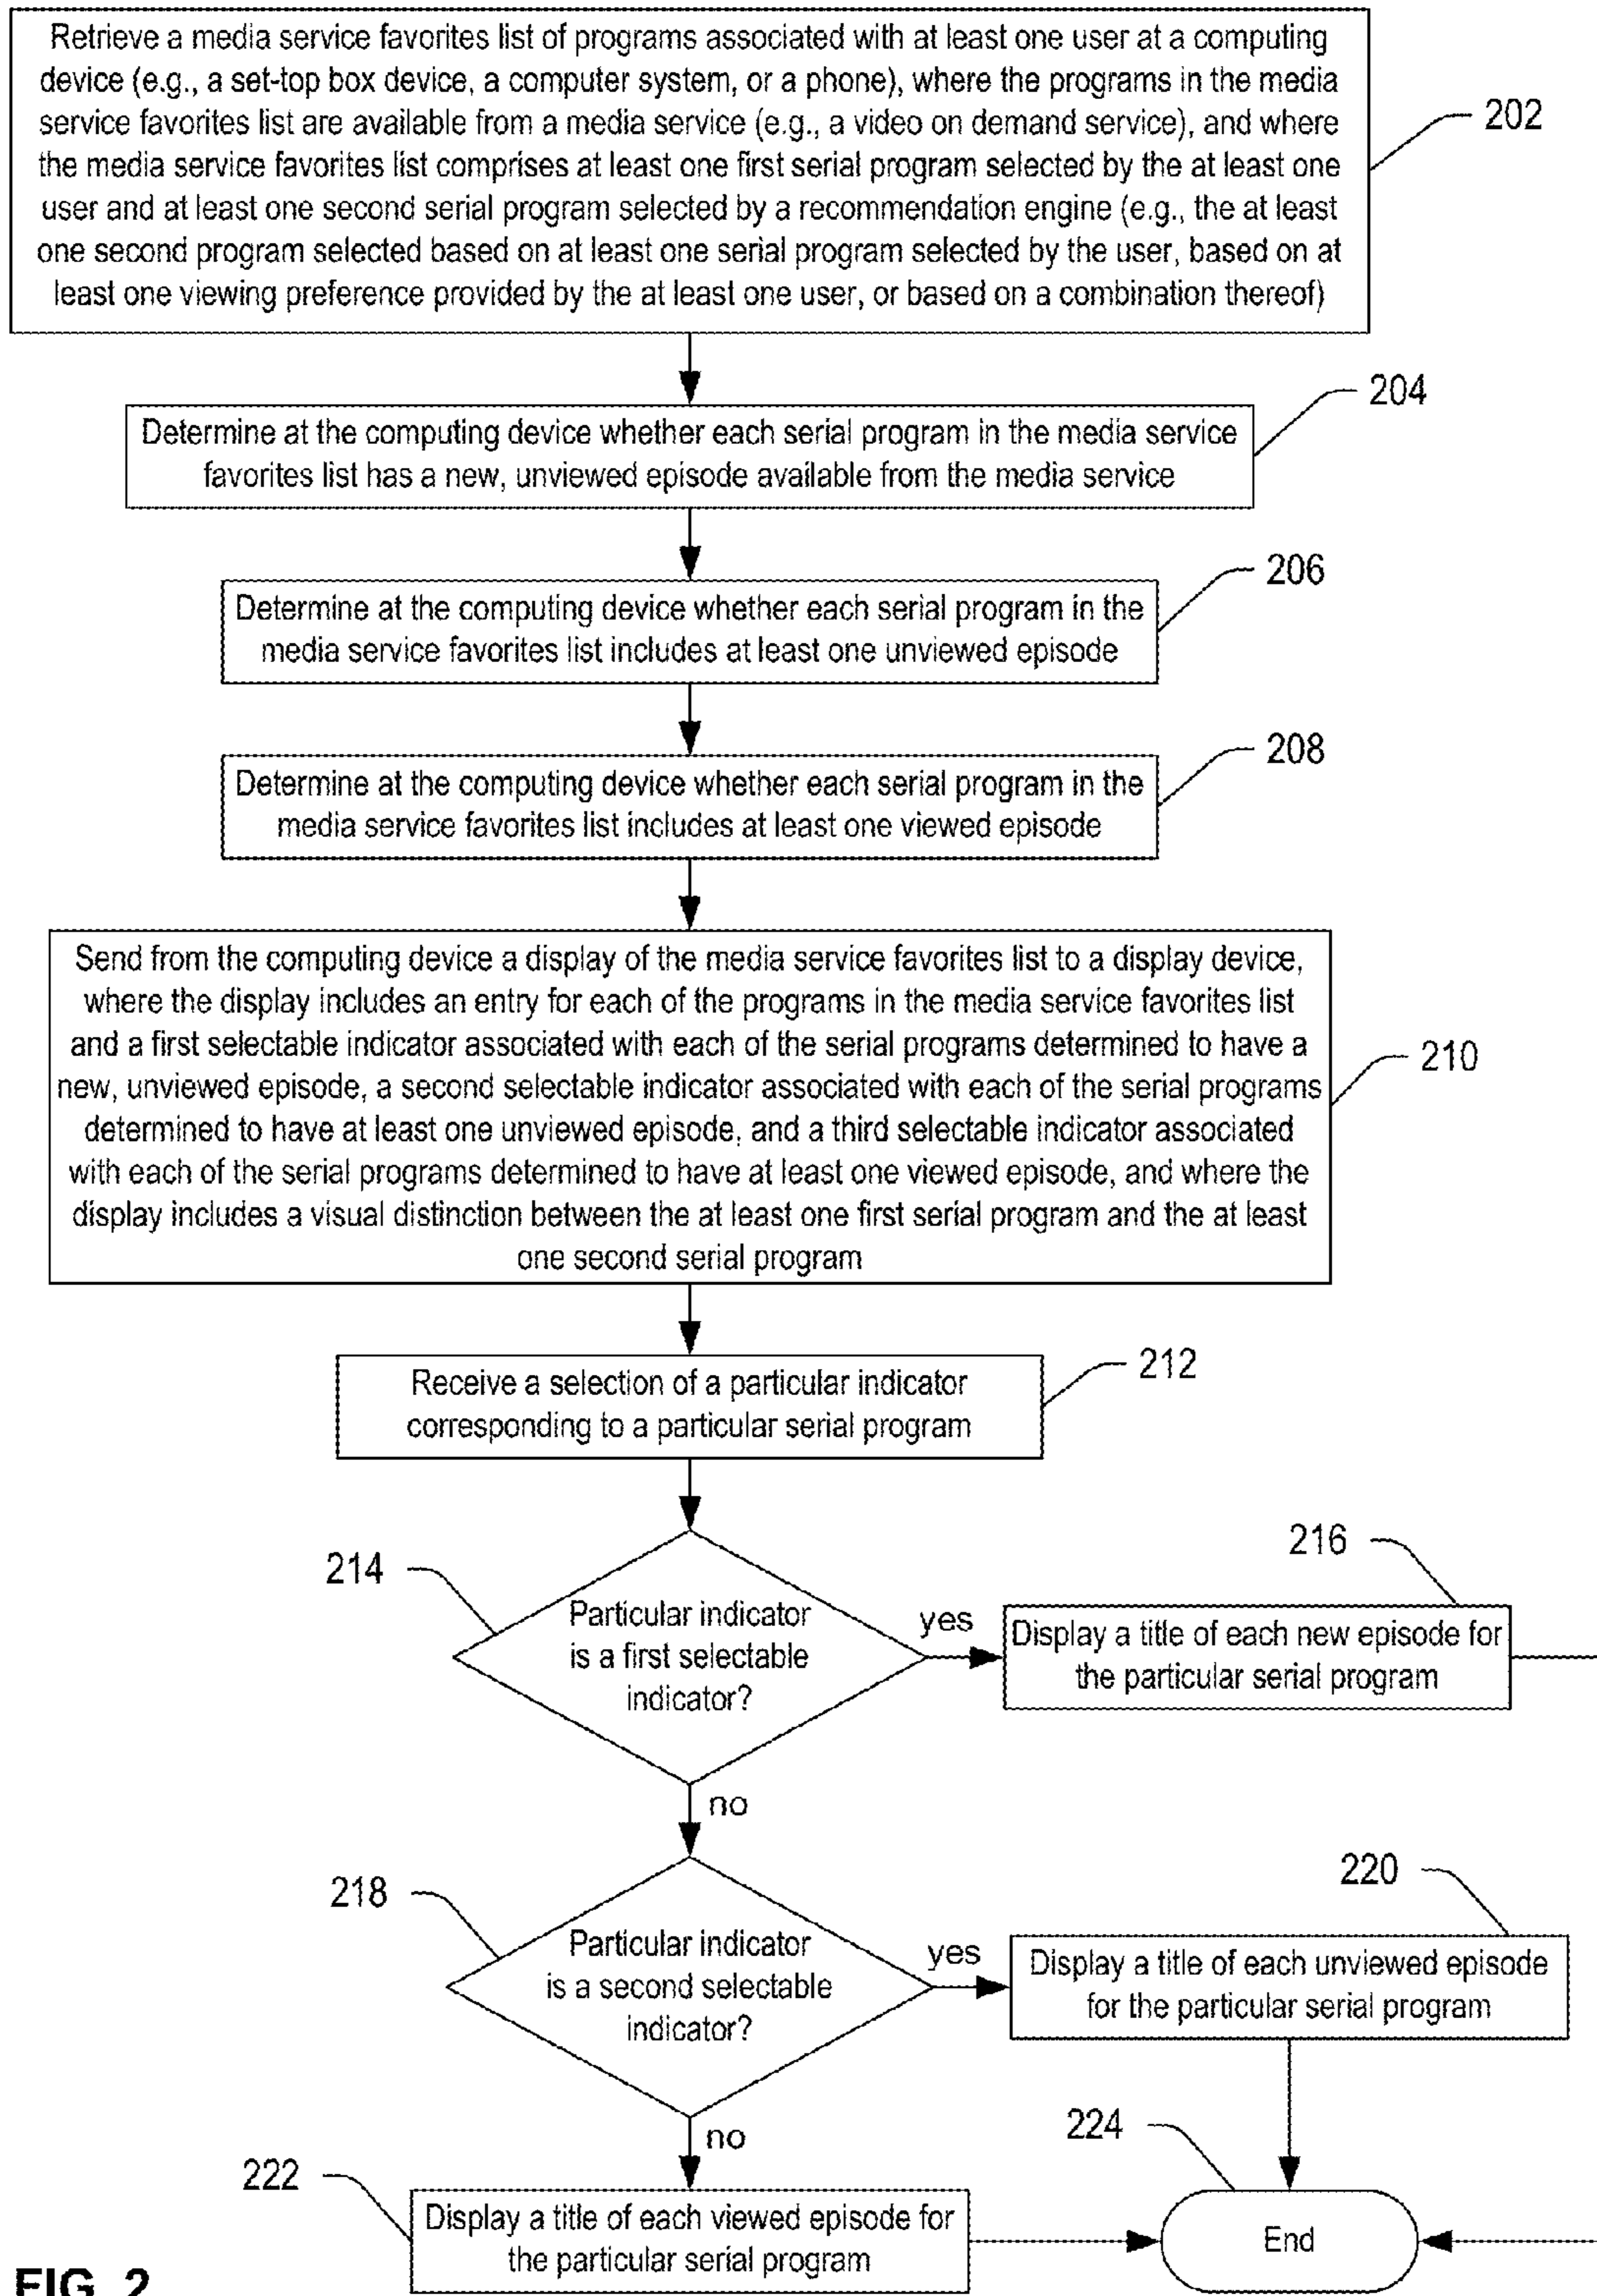 Retrieve a media service favorites list of programs associated with at least one user at a computing
device (e.g., a set-top box device, a computer system, or a phone), where the programs in the media
service favorites list are available from a media service (e.g., a video on demand service), and where
the media service favorites list comprises at least one first serial program selected by the at least one
user and at least one second serial program selected by a recommendation engine (e.g., the at least
one second program selected based on at least one serial program selected by the user, based on at
least one viewing preference provided by the at least one user, or based on a combination thereof)
202
204
Determine at the computing device whether each serial program in the media service
favorites list has a new, unviewed episode available from the media service
206
Determine at the computing device whether each serial program in the
media service favorites list includes at least one unviewed episode
208
Determine at the computing device whether each serial program in the
media service favorites list includes at least one viewed episode
Send from the computing device a display of the media service favorites list to a display device,
where the display includes an entry for each of the programs in the media service favorites list
and a first selectable indicator associated with each of the serial programs determined to have a
new, unviewed episode, a second selectable indicator associated with each of the serial programs
determined to have at least one unviewed episode, and a third selectable indicator associated
with each of the serial programs determined to have at least one viewed episode, and where the
display includes a visual distinction between the at least one first serial program and the at least
one second serial program
210
212
Receive a selection of a particular indicator
corresponding to a particular serial program
214
Particular indicator
is a first selectable
indicator?
yes
216
Display a title of each new episode for
the particular serial program
no
218
Particular indicator
is a second selectable
indicator?
yes
220
Display a title of each unviewed episode
for the particular serial program
no
222
Display a title of each viewed episode for
the particular serial program
224
End
FIG. 2